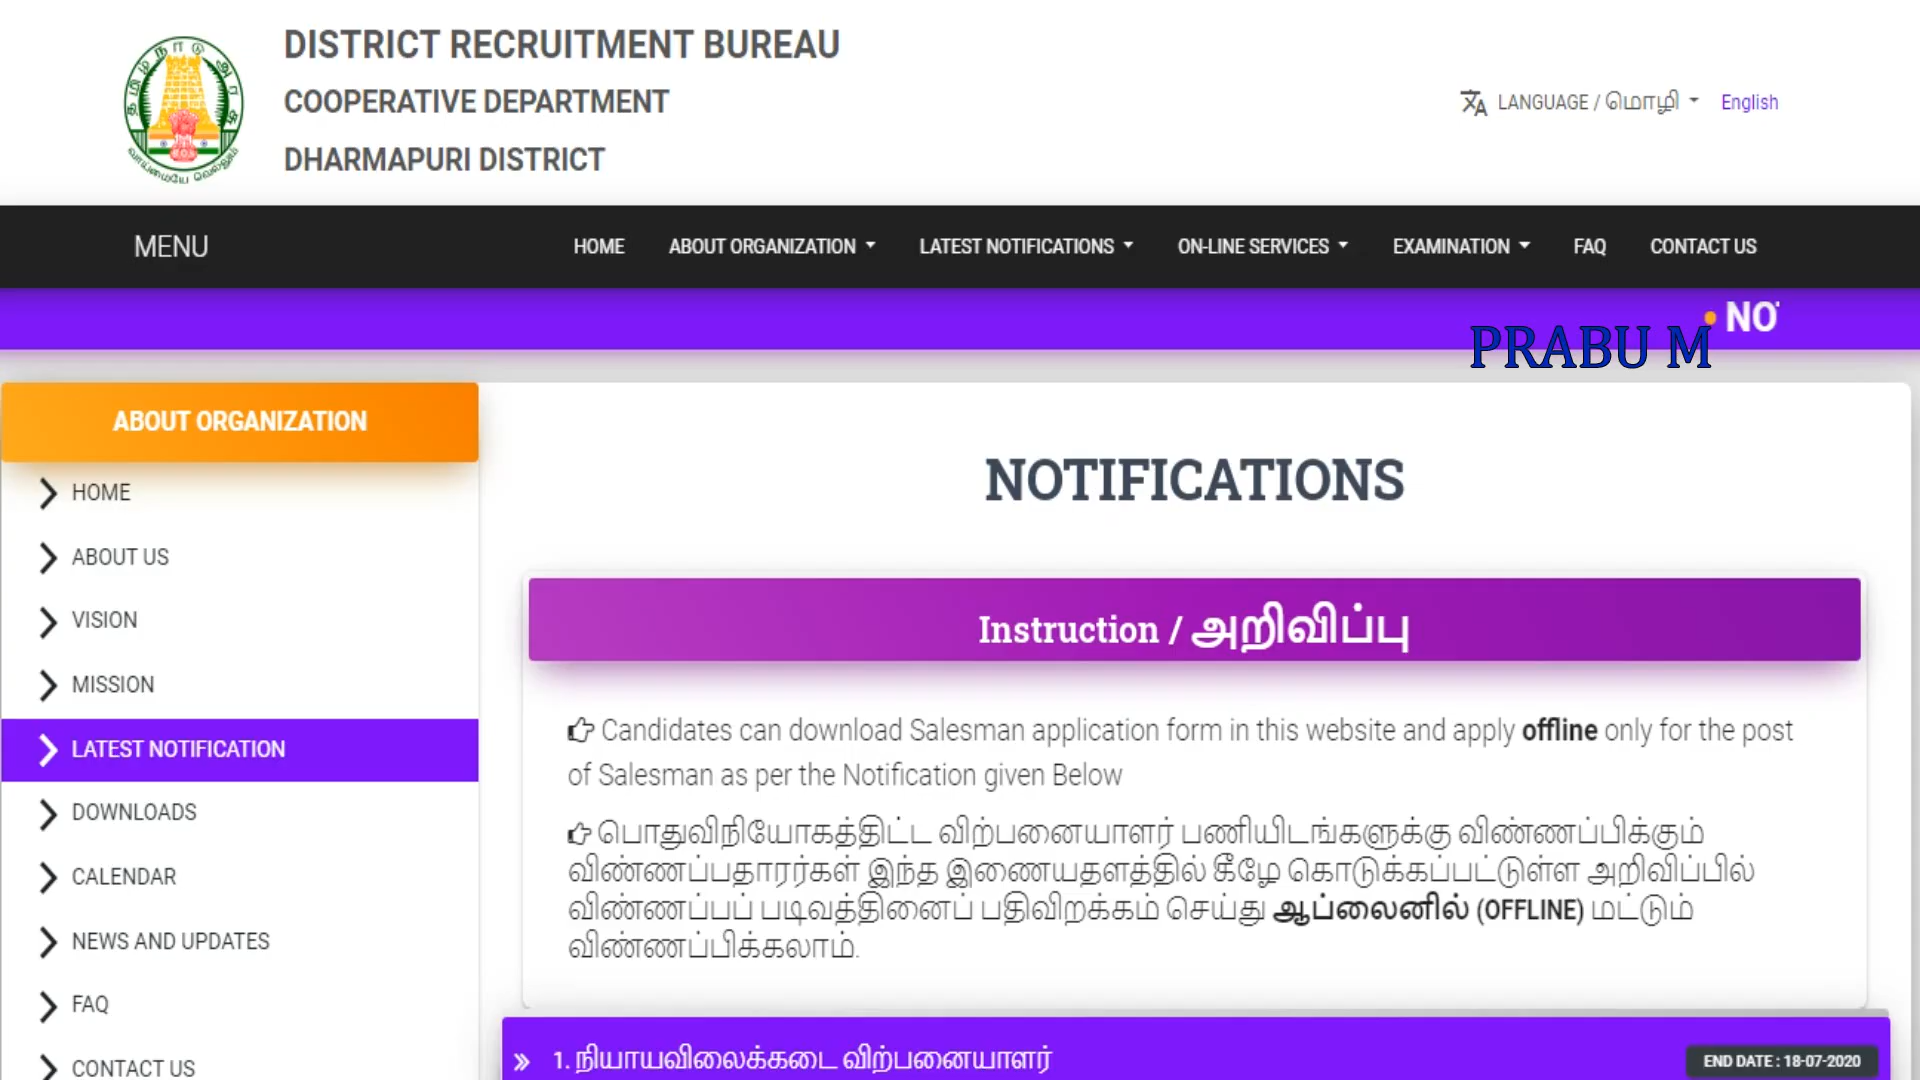 DISTRICT RECRUITMENT BUREAU
COOPERATIVE DEPARTMENT
DHARMAPURI DISTRICT
LANGUAGE / மொழி English
MENU HOME ABOUT ORGANIZATION LATEST NOTIFICATIONS ON-LINE SERVICES EXAMINATION FAQ CONTACT US
NO
PRABU M
ABOUT ORGANIZATION
HOME
ABOUT US
VISION
MISSION
LATEST NOTIFICATION
DOWNLOADS
CALENDAR
NEWS AND UPDATES
FAQ
CONTACT US
NOTIFICATIONS
Instruction / அறிவிப்பு
Candidates can download Salesman application form in this website and apply offline only for the post
of Salesman as per the Notification given Below
பொதுவிநியோகத்திட்ட விற்பனையாளர் பணியிடங்களுக்கு விண்ணப்பிக்கும்
விண்ணப்பதாரர்கள் இந்த இணையதளத்தில் கீழே கொடுக்கப்பட்டுள்ள அறிவிப்பில்
விண்ணப்பப் படிவத்தினைப் பதிவிறக்கம் செய்து ஆப்லைனில் (OFFLINE) மட்டும்
விண்ணப்பிக்கலாம்.
1. நியாயவிலைக்கடை விற்பனையாளர்
END DATE : 18-07-2020